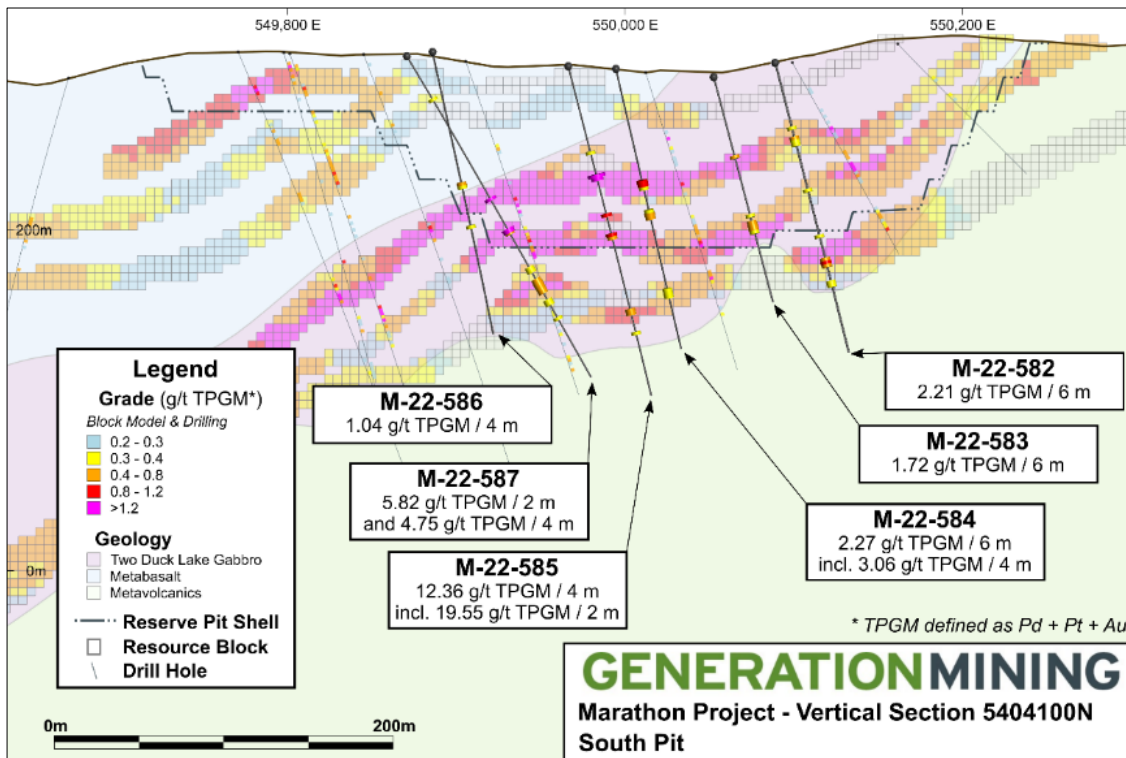 549,800 E
550,000 E
550,200 E
200m
0m
Legend
Grade (g/t TPGM*)
Block Model & Drilling
0.2 - 0.3
0.3 - 0.4
0.4 - 0.8
0.8 - 1.2
>1.2
Geology
Two Duck Lake Gabbro
Metabasalt
Metavolcanics
Reserve Pit Shell
Resource Block
Drill Hole
M-22-586
1.04 g/t TPGM / 4 m
M-22-587
5.82 g/t TPGM / 2 m
and 4.75 g/t TPGM / 4 m
M-22-585
12.36 g/t TPGM / 4 m
incl. 19.55 g/t TPGM / 2 m
M-22-582
2.21 g/t TPGM / 6 m
M-22-583
1.72 g/t TPGM / 6 m
M-22-584
2.27 g/t TPGM / 6 m
incl. 3.06 g/t TPGM / 4 m
* TPGM defined as Pd + Pt + Au
GENERATIONMINING
Marathon Project - Vertical Section 5404100N
South Pit
0m
200m